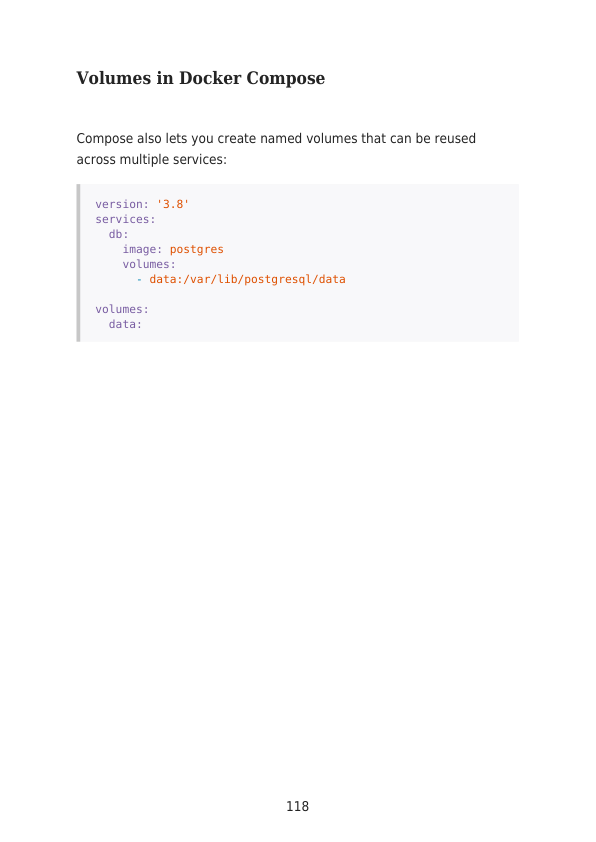 Volumes in Docker Compose
Compose also lets you create named volumes that can be reused
across multiple services:
version: '3.8'
services:
  db:
    image: postgres
    volumes:
      - data:/var/lib/postgresql/data

volumes:
  data:
118